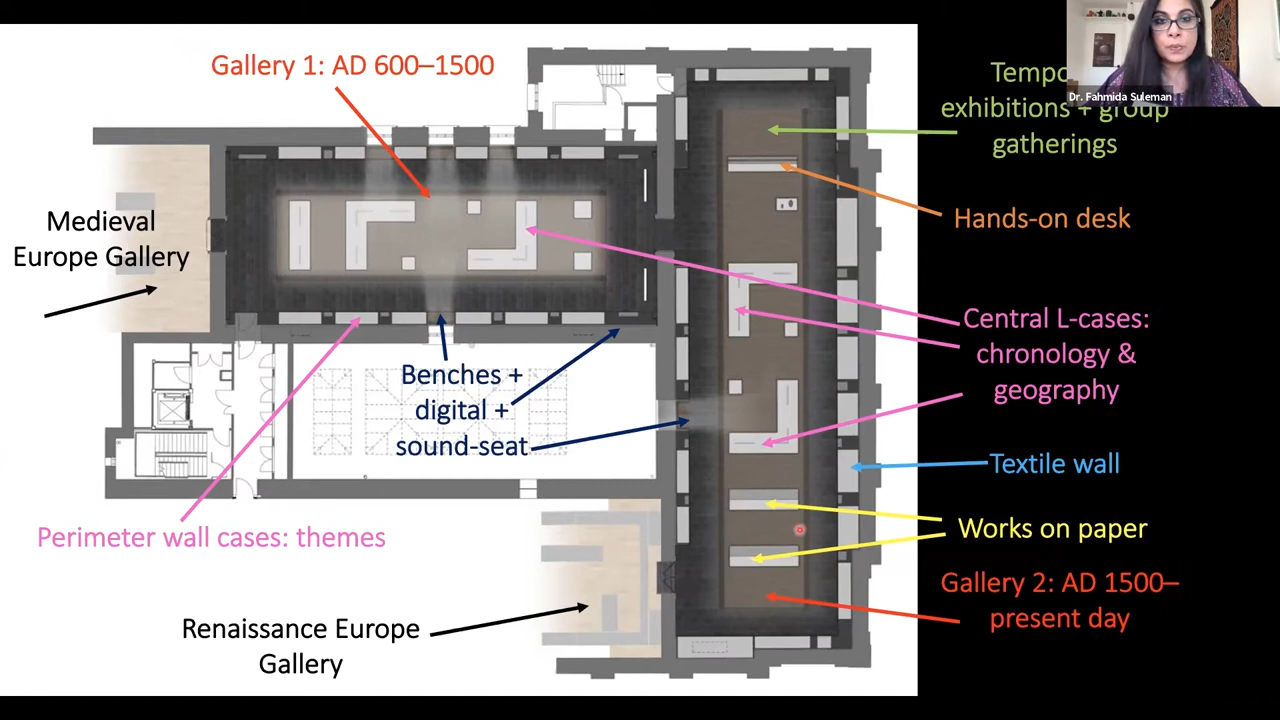 Gallery 1: AD 600–1500
Medieval
Europe Gallery
Benches +
digital +
sound-seat
Perimeter wall cases: themes
Renaissance Europe
Gallery
Dr. Fahmida Suleman
exhibitions + group
gatherings
Hands-on desk
Central L-cases:
chronology &
geography
Textile wall
Works on paper
Gallery 2: AD 1500–
present day